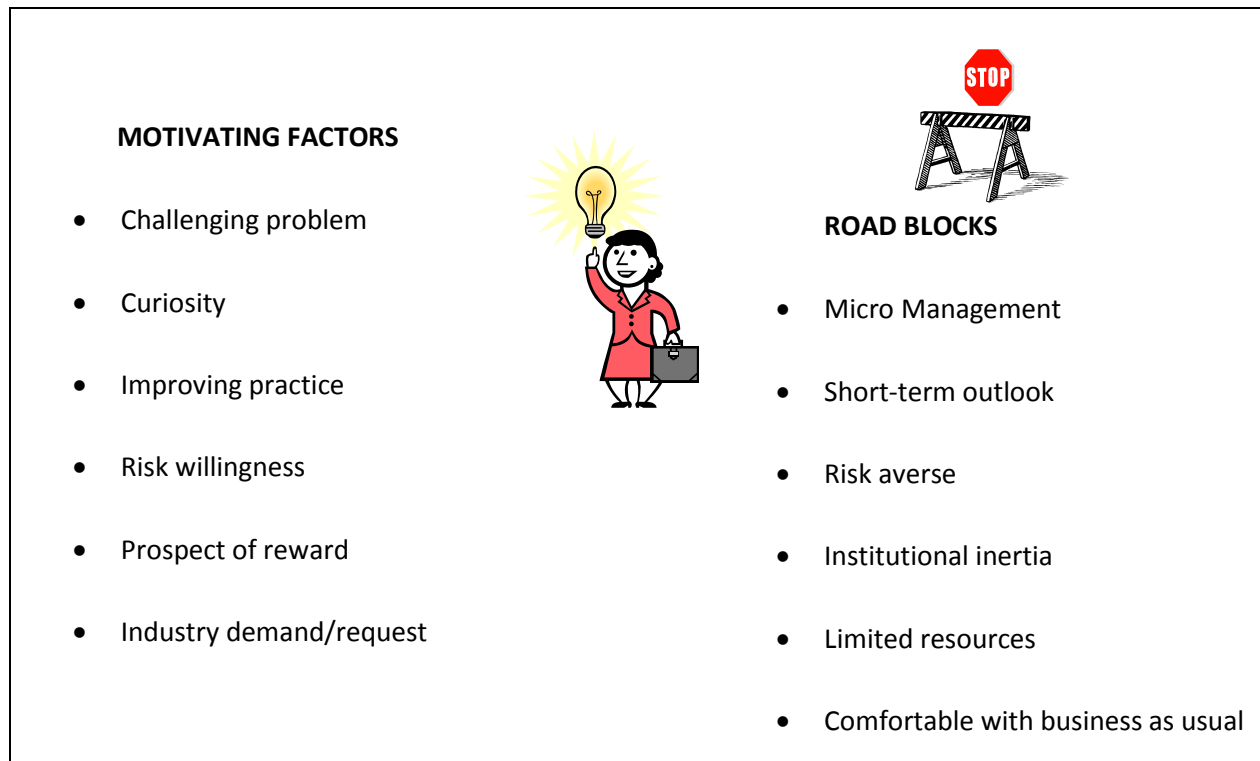 MOTIVATING FACTORS
• Challenging problem
• Curiosity
• Improving practice
• Risk willingness
• Prospect of reward
• Industry demand/request
STOP
ROAD BLOCKS
• Micro Management
• Short-term outlook
• Risk averse
• Institutional inertia
• Limited resources
• Comfortable with business as usual